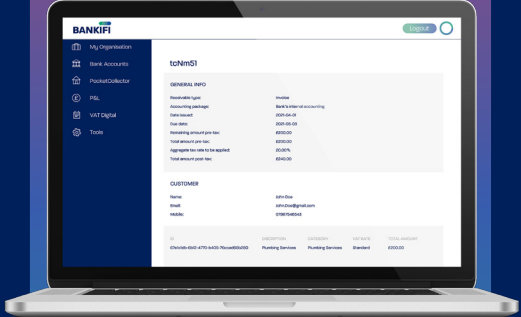 BANKIFI
Logout
My Organisation
Bank Accounts
PocketCollector
P&L
VAT Digital
Tools
tcNm51
GENERAL INFO
Receivable type: Invoice
Accounting package: Bank's internal accounting
Date issued: 2021-04-01
Due date:
Remaining amount pre-tax: £200.00
Total amount pre-tax: £200.00
Aggregate tax rate to be applied: 20.00%
Total amount post-tax: £240.00
CUSTOMER
Name: John Doe
Email: John.Doe@gmail.com
Mobile:
ID DESCRIPTION CATEGORY VAT RATE TOTAL AMOUNT
Plumbing Services Plumbing Services Standard £200.00